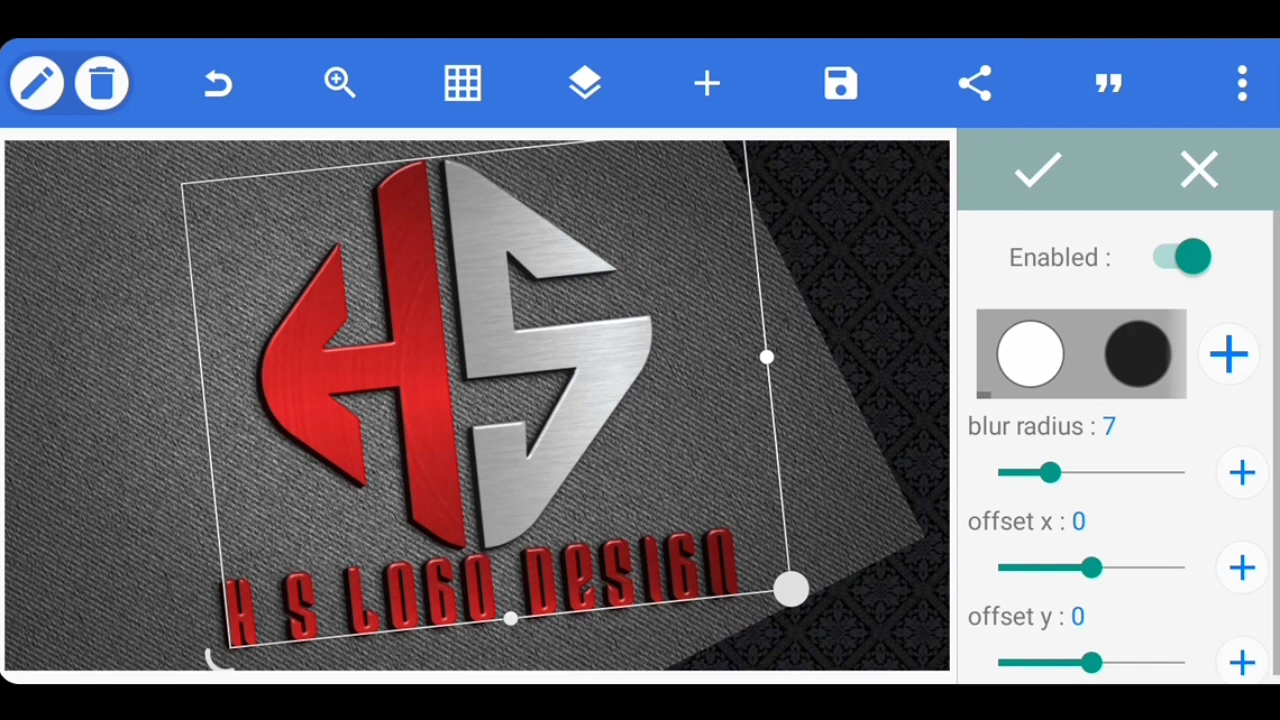 Enabled :
HS
blur radius : 7
offset x : 0
H S LOGO DESIGN
offset y : 0